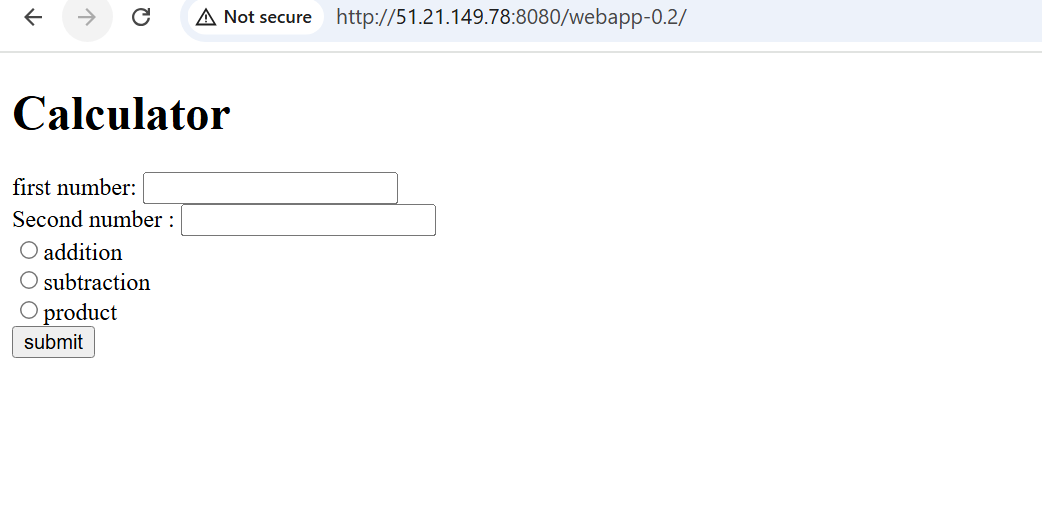 Not secure http://51.21.149.78:8080/webapp-0.2/
Calculator
first number:
Second number :
addition
subtraction
product
submit